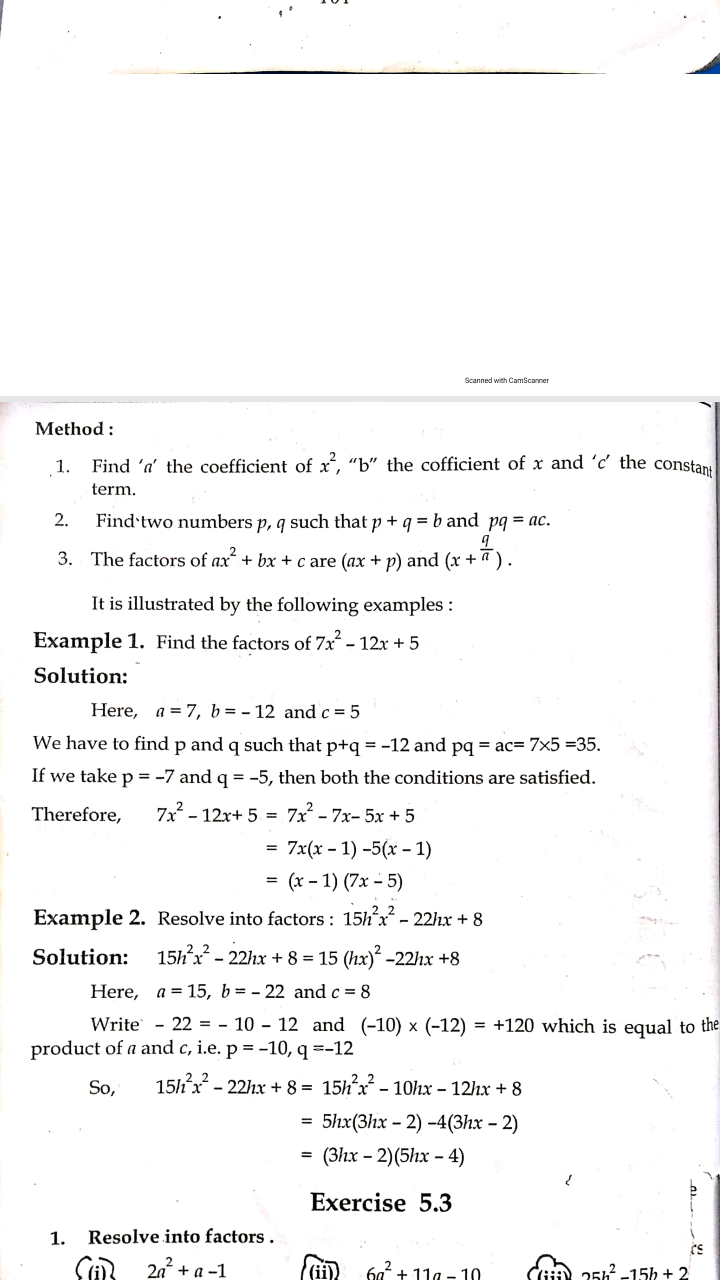 Scanned with CamScanner
Method :
1. Find ‘a’ the coefficient of x², “b” the cofficient of x and ‘c’ the constant
term.
2. Find two numbers p, q such that p + q = b and pq = ac.
3. The factors of ax² + bx + c are (ax + p) and (x + q/a).
It is illustrated by the following examples :
Example 1. Find the factors of 7x² – 12x + 5
Solution:
Here, a = 7, b = – 12 and c = 5
We have to find p and q such that p+q = –12 and pq = ac= 7×5 =35.
If we take p = –7 and q = –5, then both the conditions are satisfied.
Therefore, 7x² – 12x+ 5 = 7x² – 7x– 5x + 5
= 7x(x – 1) –5(x – 1)
= (x – 1) (7x – 5)
Example 2. Resolve into factors : 15h²x² – 22hx + 8
Solution: 15h²x² – 22hx + 8 = 15 (hx)² –22hx +8
Here, a = 15, b = – 22 and c = 8
Write – 22 = – 10 – 12 and (–10) × (–12) = +120 which is equal to the
product of a and c, i.e. p = –10, q =–12
So, 15h²x² – 22hx + 8 = 15h²x² – 10hx – 12hx + 8
= 5hx(3hx – 2) –4(3hx – 2)
= (3hx – 2)(5hx – 4)
Exercise 5.3
1. Resolve into factors .
(i) 2a² + a –1 (ii) 6a² + 11a – 10 (iii) 25h² –15h + 2